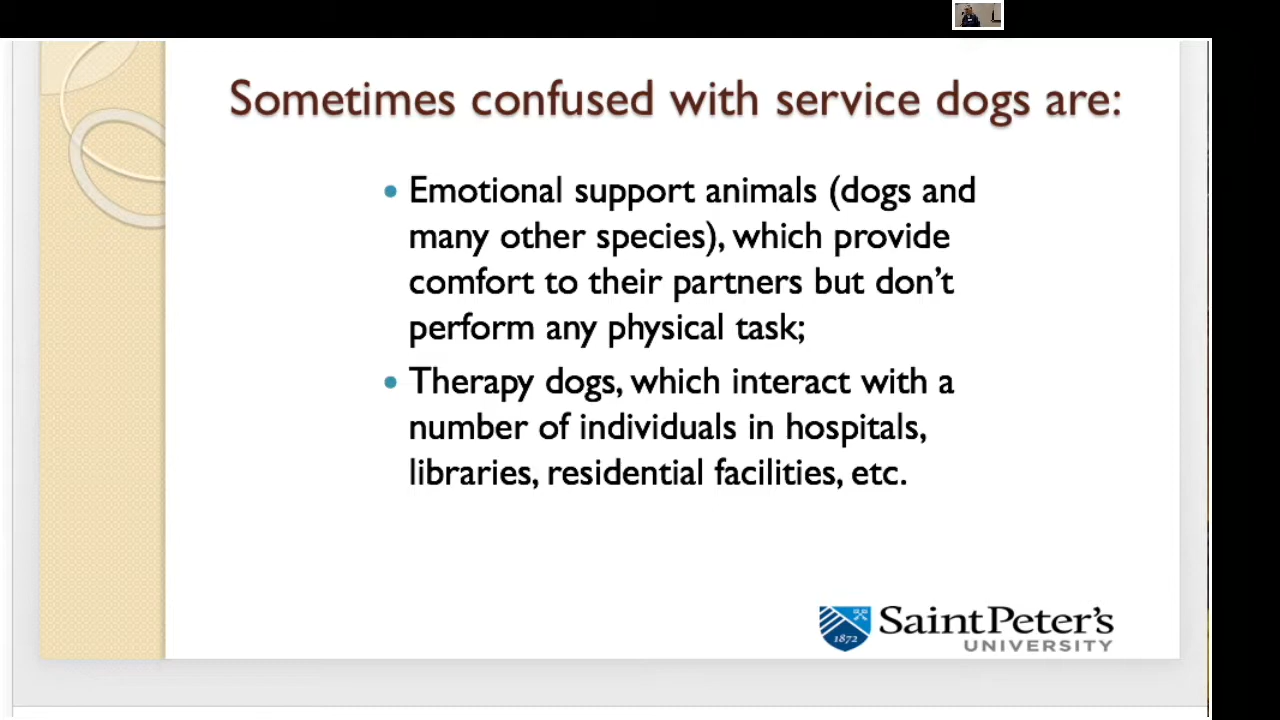 Sometimes confused with service dogs are:
• Emotional support animals (dogs and
many other species), which provide
comfort to their partners but don’t
perform any physical task;
• Therapy dogs, which interact with a
number of individuals in hospitals,
libraries, residential facilities, etc.
1872
Saint Peter’s
UNIVERSITY